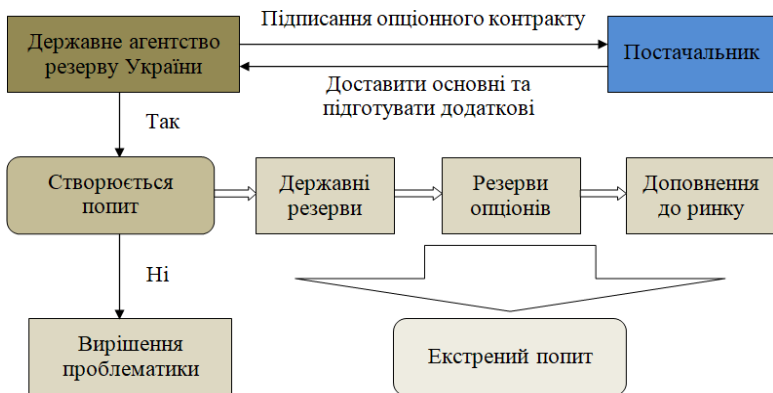 Підписання опціонного контракту
Державне агентство
резерву України
Постачальник
Доставити основні та
підготувати додаткові
Так
Створюється
попит
Державні
резерви
Резерви
опціонів
Доповнення
до ринку
Ні
Вирішення
проблематики
Екстрений попит